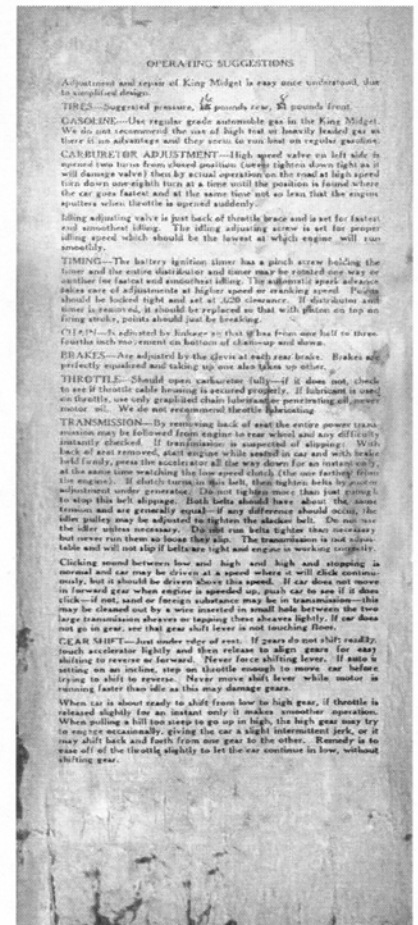 OPERATING SUGGESTIONS
Adjustment and repair of King Midget is easy once understood, due
to simplified design.
TIRES—Suggested pressure, pounds rear, pounds front.
GASOLINE—Use regular grade automobile gas in the King Midget.
We do not recommend the use of high test or heavily leaded gas as
there is no advantage and they seem to run best on regular gasoline.
CARBURETOR ADJUSTMENT—High speed valve on left side is
opened two turns from closed position (never tighten down tight as it
will damage valve) then by actual operation on the road at high speed
turn down one-eighth turn at a time until the position is found where
the car goes fastest and at the same time not so lean that the engine
sputters when throttle is opened suddenly.
Idling adjusting valve is just back of throttle brace and is set for fastest
and smoothest idling. The idling adjusting screw is set for proper
idling speed which should be the lowest at which engine will run
smoothly.
TIMING—The battery ignition timer has a pinch screw holding the
timer and the entire distributor and timer may be rotated one way or
another for fastest and smoothest idling. The automatic spark advance
takes care of adjustments at higher speed or cranking speed. Points
should be locked tight and set at .020 clearance. If distributor and
timer is removed, it should be replaced so that with piston on top on
firing stroke, points should just be breaking.
CHAIN—Is adjusted by linkage so that it has from one half to three
fourths inch movement on bottom of chain—up and down.
BRAKES—Are adjusted by the clevis at each rear brake. Brakes are
perfectly equalized and taking up one also takes up other.
THROTTLE—Should open carburetor fully—if it does not, check
to see if throttle cable housing is secured properly. If lubricant is used
on throttle, use only graphited chain lubricant or penetrating oil, never
motor oil. We do not recommend throttle lubricating.
TRANSMISSION—By removing back of seat the entire power trans-
mission may be followed from engine to rear wheel and any difficulty
instantly checked. If transmission is suspected of slipping: With
back of seat removed, start engine while seated in car and with brake
held firmly, press the accelerator all the way down for an instant only,
at the same time watching the low speed clutch (the one farthest from
the engine). If clutch turns in this belt, then tighten belts by
adjustment under generator. Do not tighten more than just enough
to stop this belt slippage. Both belts should have about the same
tension and are generally equal—if any difference should occur, the
idler pulley may be adjusted to tighten the slacker belt. Do not use
the idler unless necessary. Do not run belts tighter than necessary
but never run them so loose they slip. The transmission is not adjus-
table and will not slip if belts are tight and engine is working correctly.
Clicking sound between low and high and high and stopping is
normal and car may be driven at a speed where it will click continu-
ously, but it should be driven above this speed. If car does not move
in forward gear when engine is speeded up, push car to see if it does
click—if not, sand or foreign substance may be in transmission—this
may be cleaned out by a wire inserted in small hole between the two
large transmission sheaves or tapping these sheaves lightly. If car does
not go in gear, see that gear shift lever is not touching floor.
GEAR SHIFT—Just under edge of seat. If gears do not shift readily,
touch accelerator lightly and then release to align gears for easy
shifting to reverse or forward. Never force shifting lever. If auto is
setting on an incline, step on throttle enough to move car before
trying to shift to reverse. Never move shift lever while motor is
running faster than idle as this may damage gears.
When car is about ready to shift from low to high gear, if throttle is
released slightly for an instant only it makes smoother operation.
When pulling a hill too steep to go up in high, the high gear may try
to engage occasionally, giving the car a slight intermittent jerk, or it
may shift back and forth from one gear to the other. Remedy is to
ease off of the throttle slightly to let the car continue in low, without
shifting gear.